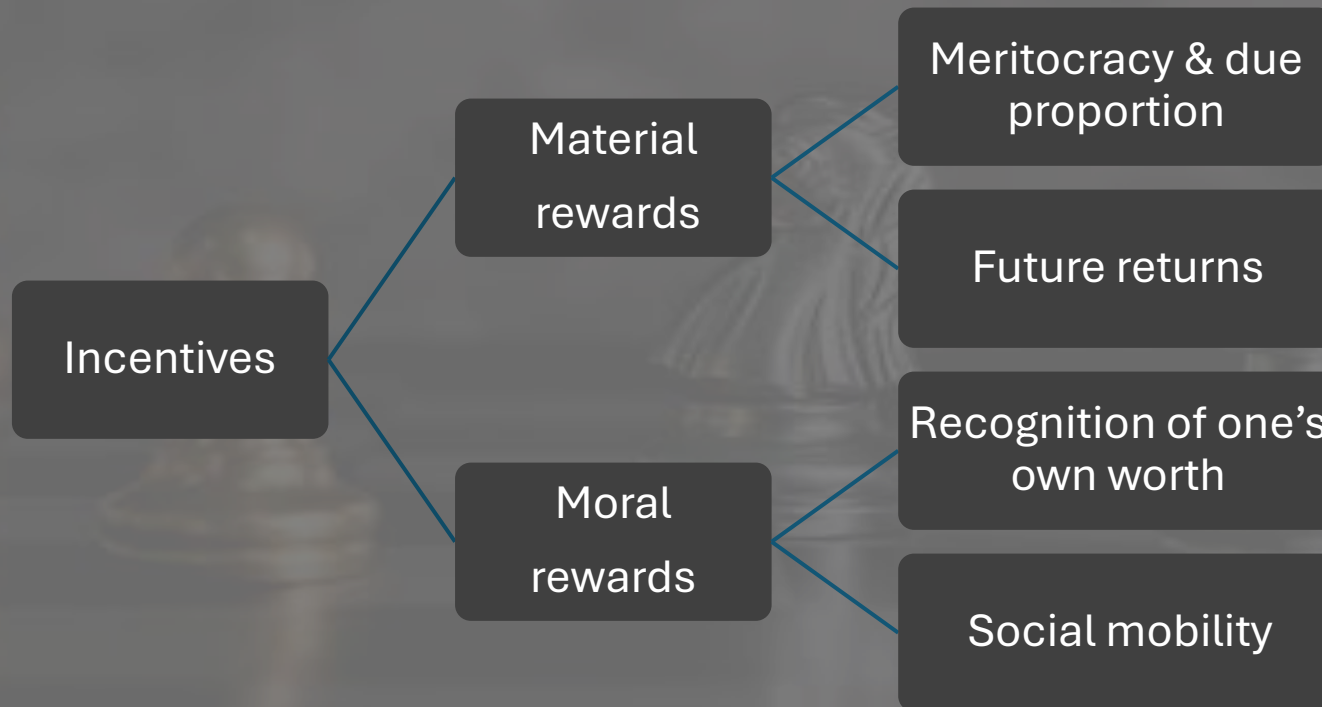 Incentives
Material
rewards
Meritocracy & due
proportion
Future returns
Moral
rewards
Recognition of one’s
own worth
Social mobility